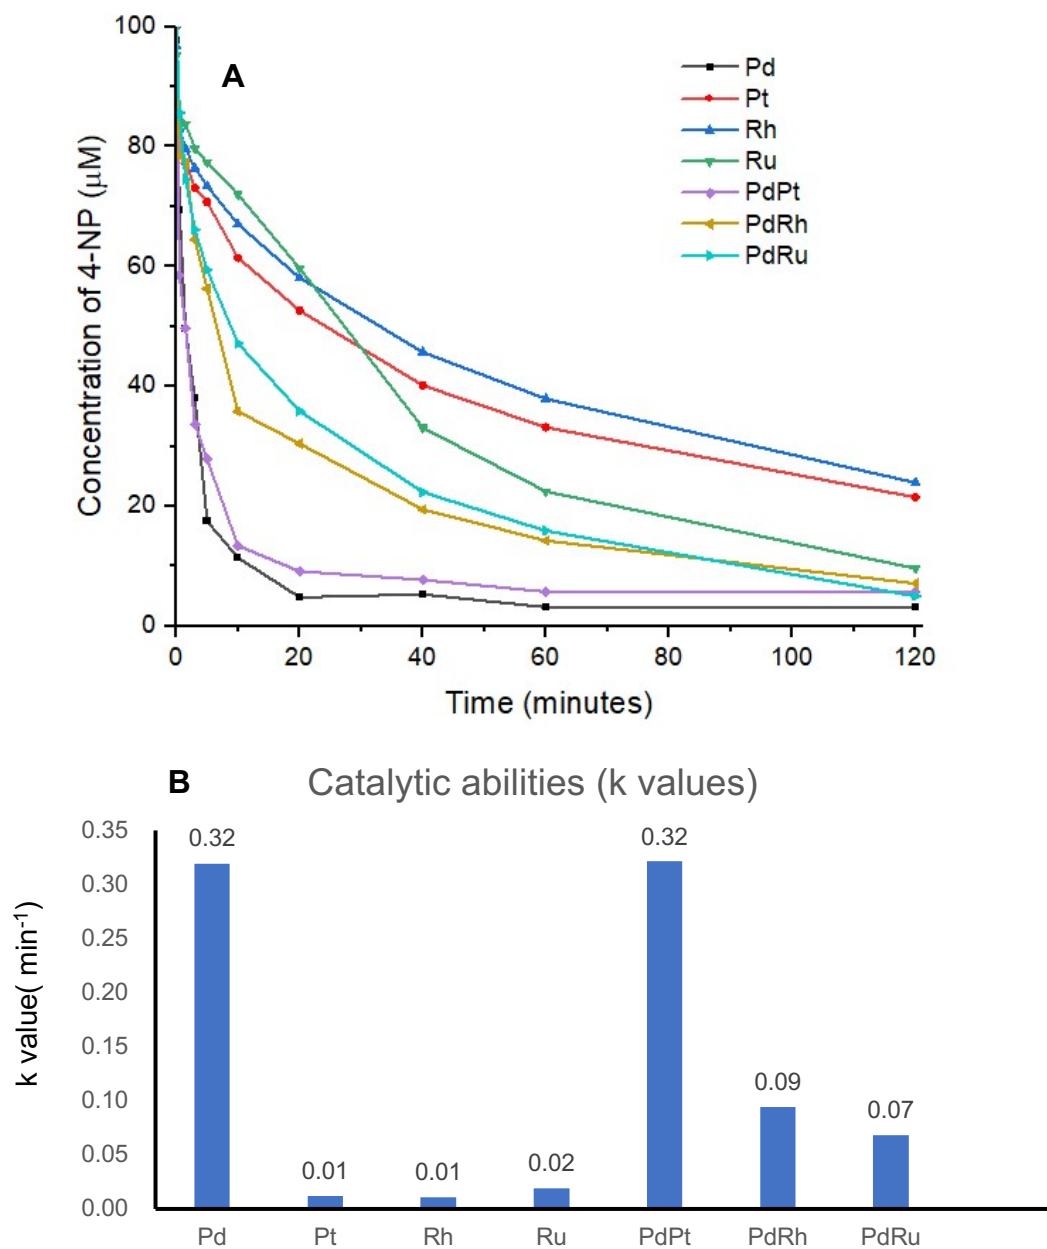 A
Pd
Pt
Rh
Ru
PdPt
PdRh
PdRu
Concentration of 4-NP (μM)
100
80
60
40
20
0
0 20 40 60 80 100 120
Time (minutes)
B Catalytic abilities (k values)
k value( min-1)
0.35
0.30
0.25
0.20
0.15
0.10
0.05
0.00
0.32 0.01 0.01 0.02 0.32 0.09 0.07
Pd Pt Rh Ru PdPt PdRh PdRu